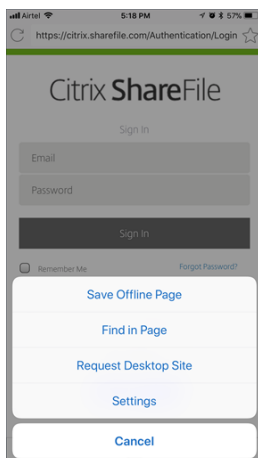 Airtel 5:18 PM 57%
https://citrix.sharefile.com/Authentication/Login
Citrix ShareFile
Sign In
Email
Password
Sign In
Remember Me Forgot Password?
Save Offline Page
Find in Page
Request Desktop Site
Settings
Cancel